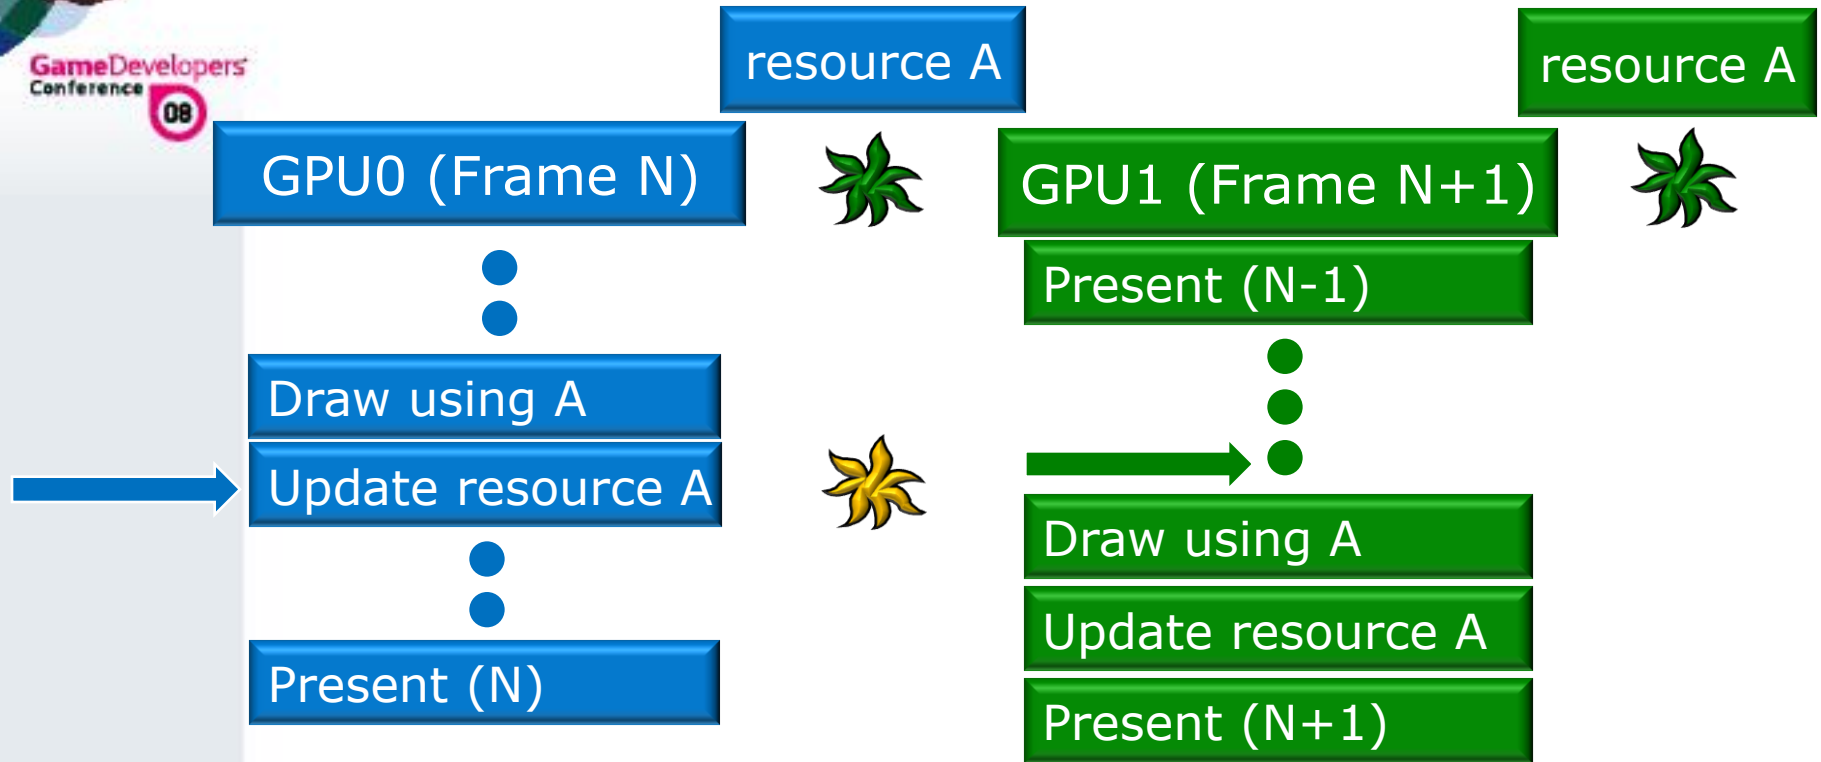 GameDevelopers'
Conference
08
resource A
resource A
GPU0 (Frame N)
GPU1 (Frame N+1)
Present (N-1)
Draw using A
Update resource A
Present (N)
Draw using A
Update resource A
Present (N+1)